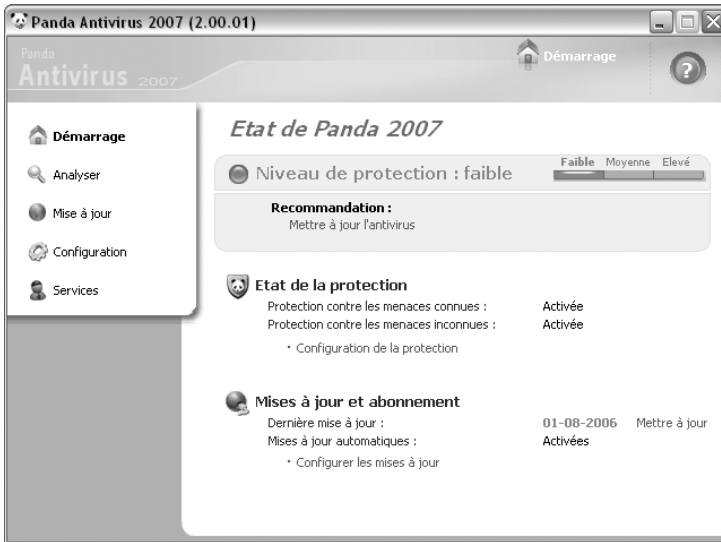 Panda Antivirus 2007 (2.00.01)
Panda
Antivirus 2007
Démarrage
?
Démarrage
Analyser
Mise à jour
Configuration
Services
Etat de Panda 2007
Niveau de protection : faible
Faible Moyenne Elevé
Recommandation :
Mettre à jour l'antivirus
Etat de la protection
Protection contre les menaces connues : Activée
Protection contre les menaces inconnues : Activée
· Configuration de la protection
Mises à jour et abonnement
Dernière mise à jour : 01-08-2006 Mettre à jour
Mises à jour automatiques : Activées
· Configurer les mises à jour